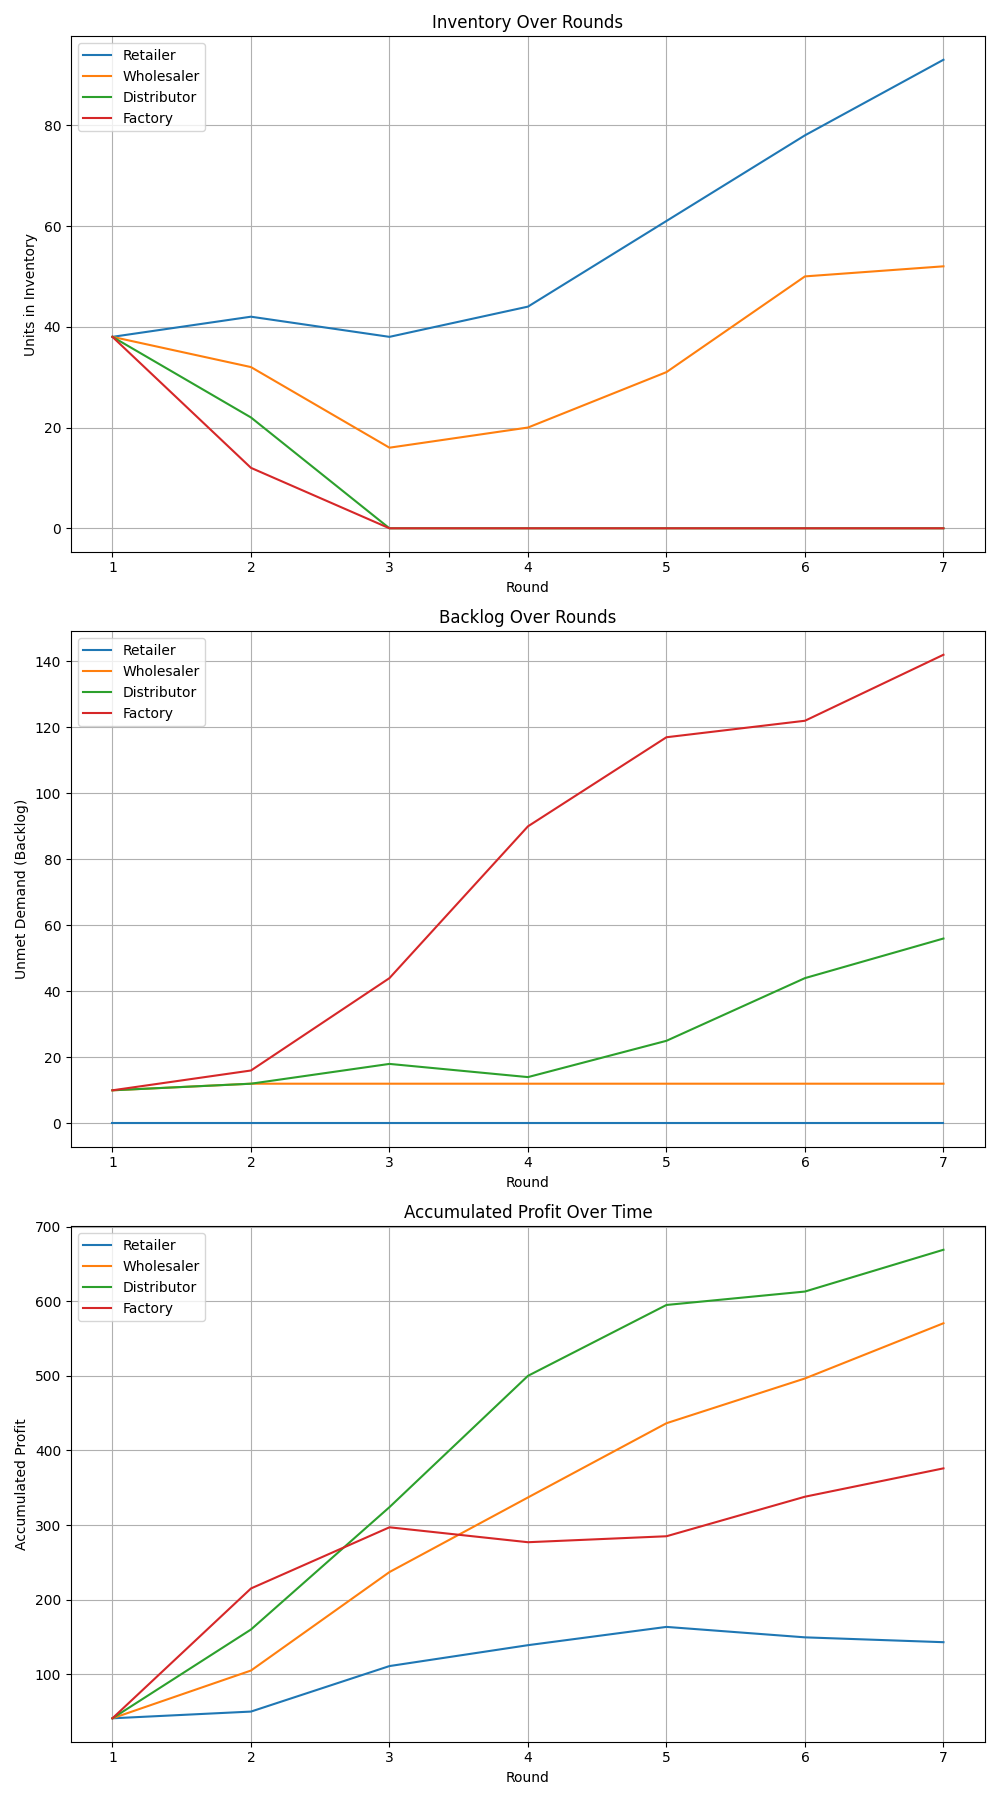 Inventory Over Rounds
Retailer
Wholesaler
Distributor
Factory
80
60
40
20
0
Units in Inventory
1 2 3 4 5 6 7
Round
Backlog Over Rounds
Retailer
Wholesaler
Distributor
Factory
140
120
100
80
60
40
20
0
Unmet Demand (Backlog)
1 2 3 4 5 6 7
Round
Accumulated Profit Over Time
Retailer
Wholesaler
Distributor
Factory
700
600
500
400
300
200
100
Accumulated Profit
1 2 3 4 5 6 7
Round